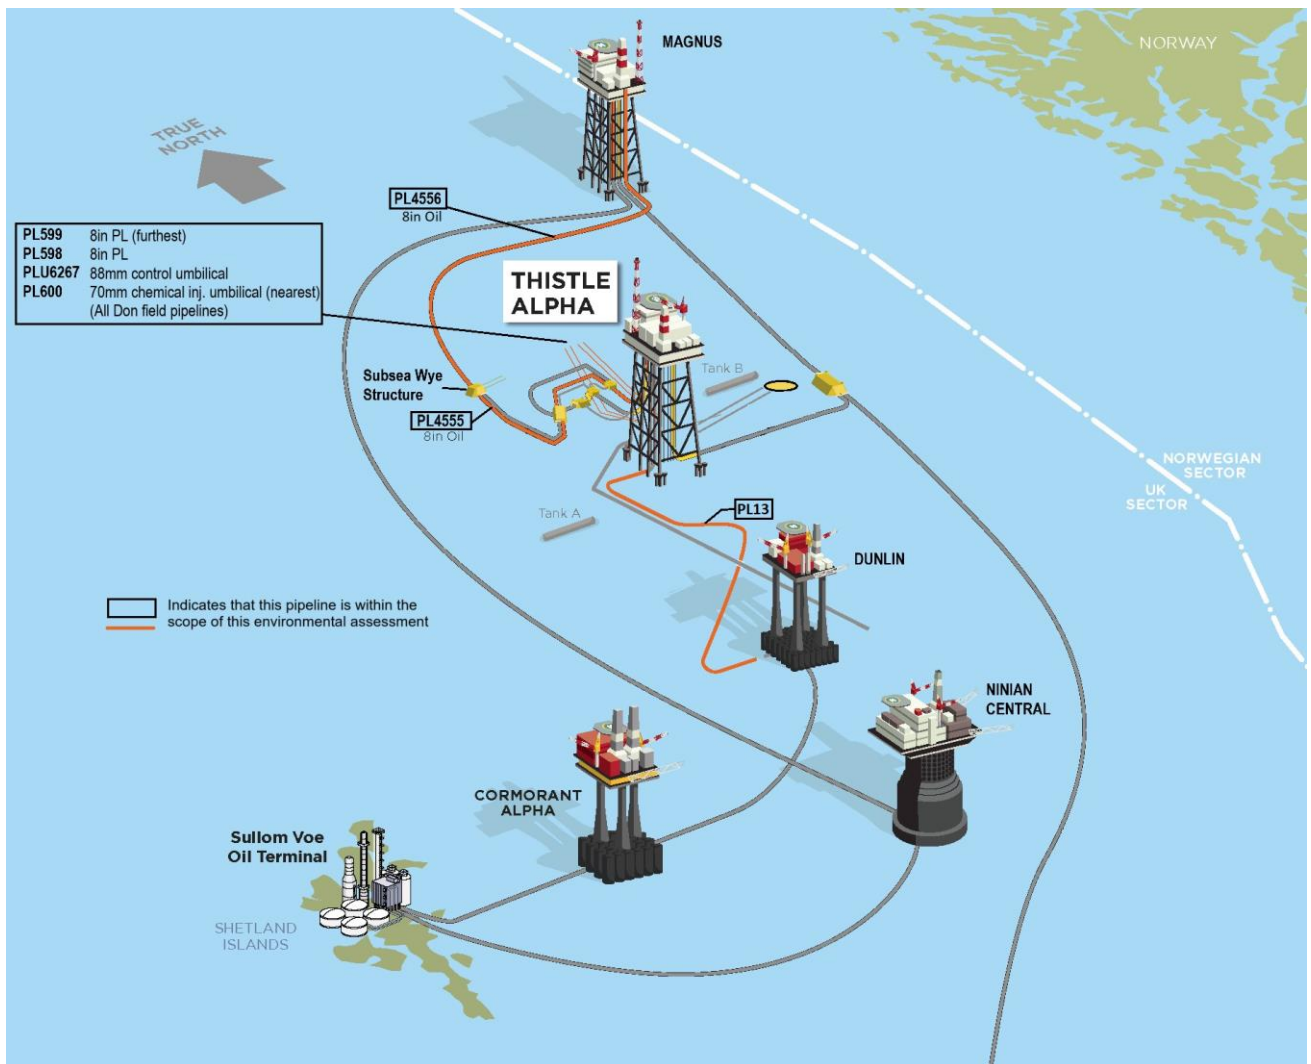 MAGNUS
NORWAY
TRUE
NORTH
PL4556
8in Oil
PL599 8in PL (furthest)
PL598 8in PL
PLU6267 88mm control umbilical
PL600 70mm chemical inj. umbilical (nearest)
(All Don field pipelines)
THISTLE
ALPHA
Tank B
Subsea Wye
Structure
PL4555
8in Oil
NORWEGIAN
SECTOR
UK
SECTOR
Tank A
PL13
DUNLIN
Indicates that this pipeline is within the
scope of this environmental assessment
NINIAN
CENTRAL
CORMORANT
ALPHA
Sullom Voe
Oil Terminal
SHETLAND
ISLANDS